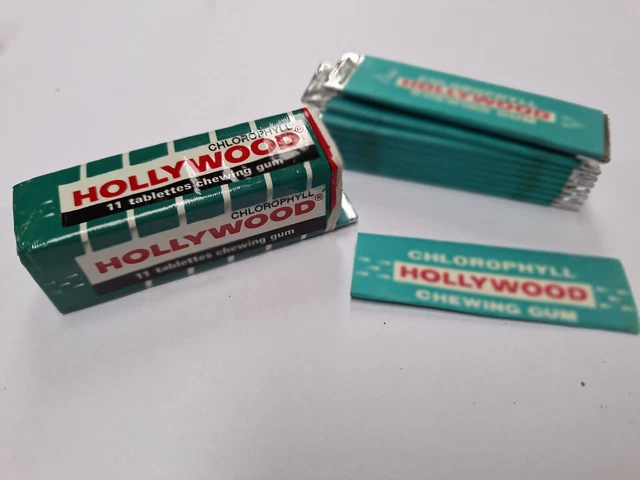 CHLOROPHYLL
HOLLYWOOD®
11 tablettes chewing gum
CHLOROPHYLL
HOLLYWOOD®
11 tablettes chewing gum
CHLOROPHYLL
HOLLYWOOD
CHEWING GUM
CHLOROPHYLL
HOLLYWOOD
CHEWING GUM